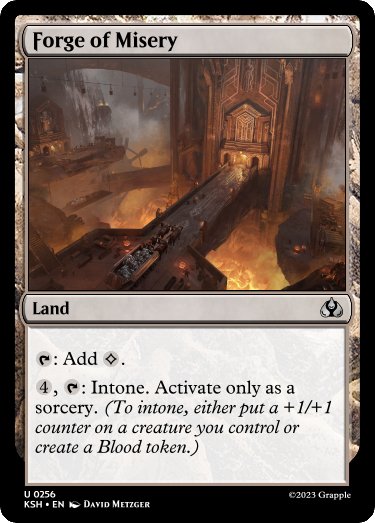 Forge of Misery
Land
: Add .
4, : Intone. Activate only as a
sorcery. (To intone, either put a +1/+1
counter on a creature you control or
create a Blood token.)
U 0256
KSH • EN David Metzger
©2023 Grapple